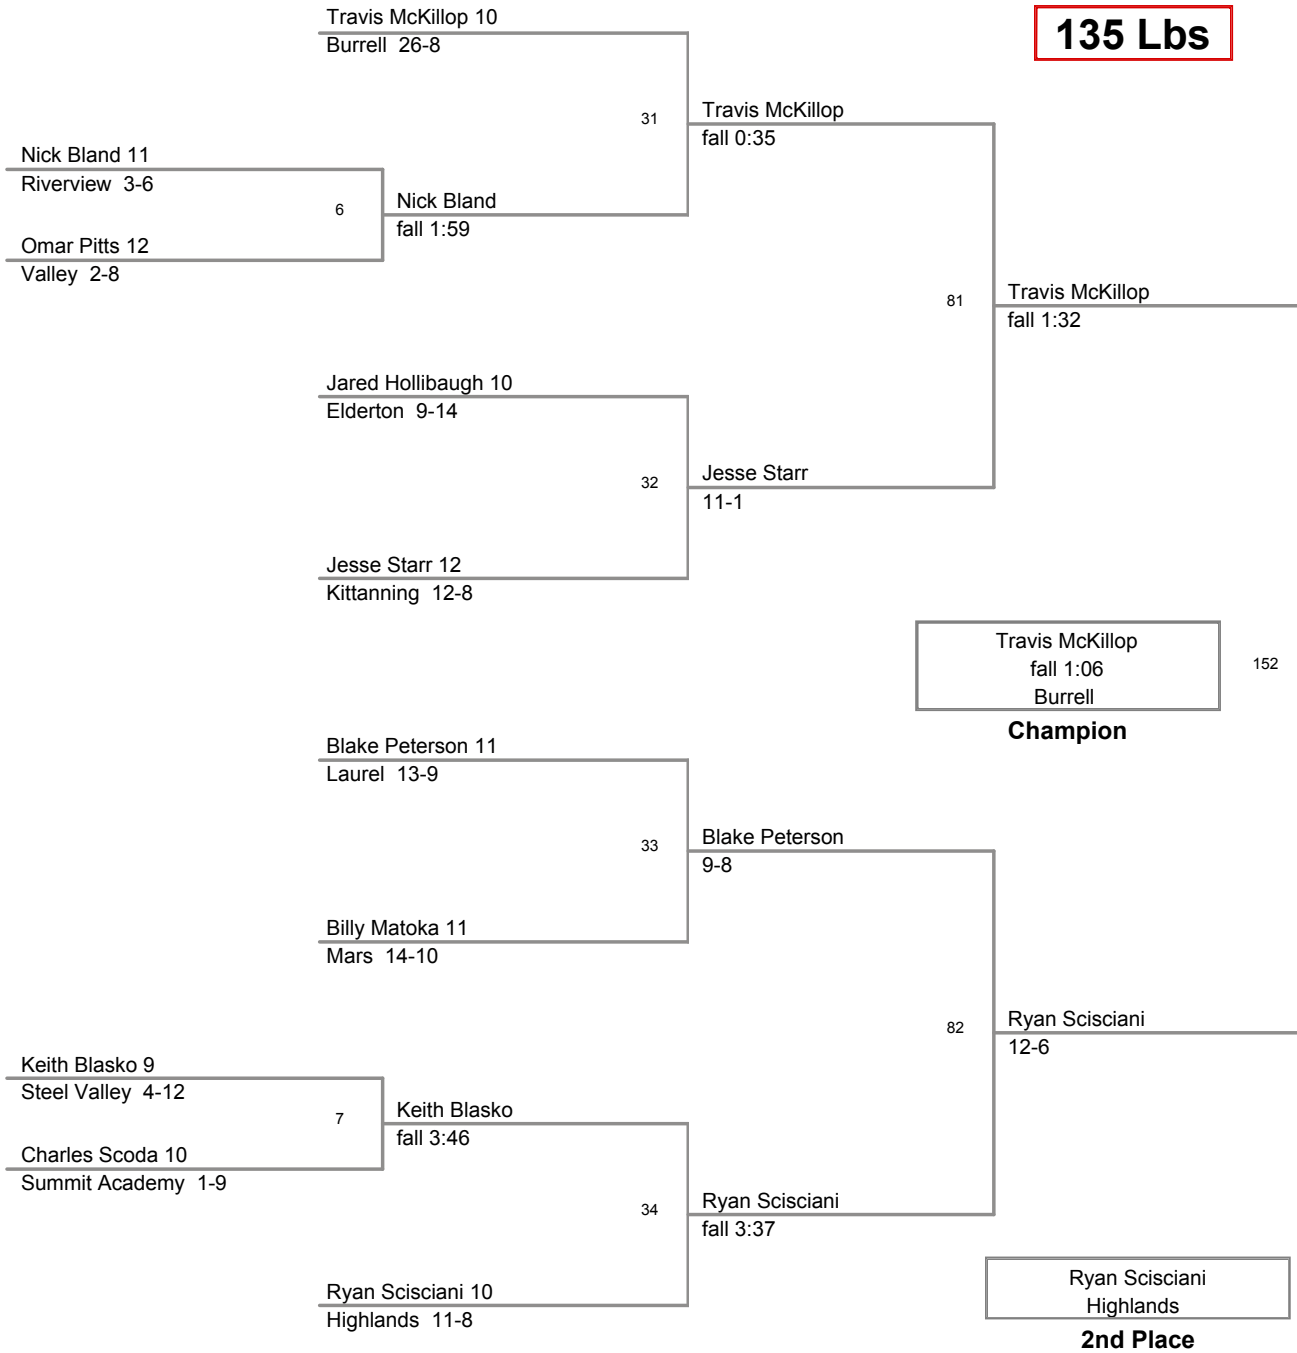 Travis McKillop 10
Burrell 26-8
135 Lbs
31
Travis McKillop
fall 0:35
Nick Bland 11
Riverview 3-6
6
Nick Bland
fall 1:59
Omar Pitts 12
Valley 2-8
81
Travis McKillop
fall 1:32
Jared Hollibaugh 10
Elderton 9-14
32
Jesse Starr
11-1
Jesse Starr 12
Kittanning 12-8
Travis McKillop
fall 1:06
Burrell
152
Champion
Blake Peterson 11
Laurel 13-9
33
Blake Peterson
9-8
Billy Matoka 11
Mars 14-10
82
Ryan Scisciani
12-6
Keith Blasko 9
Steel Valley 4-12
7
Keith Blasko
fall 3:46
Charles Scoda 10
Summit Academy 1-9
34
Ryan Scisciani
fall 3:37
Ryan Scisciani 10
Highlands 11-8
Ryan Scisciani
Highlands
2nd Place